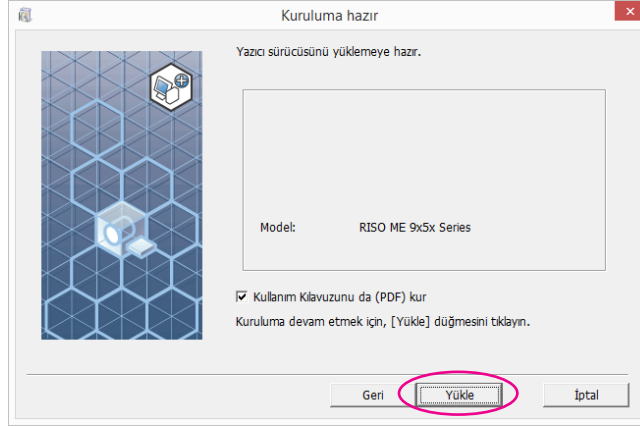 Kuruluma hazır
Yazıcı sürücüsünü yüklemeye hazır.
Model: RISO ME 9x5x Series
Kullanım Kılavuzunu da (PDF) kur
Kuruluma devam etmek için, [Yükle] düğmesini tıklayın.
Geri Yükle İptal